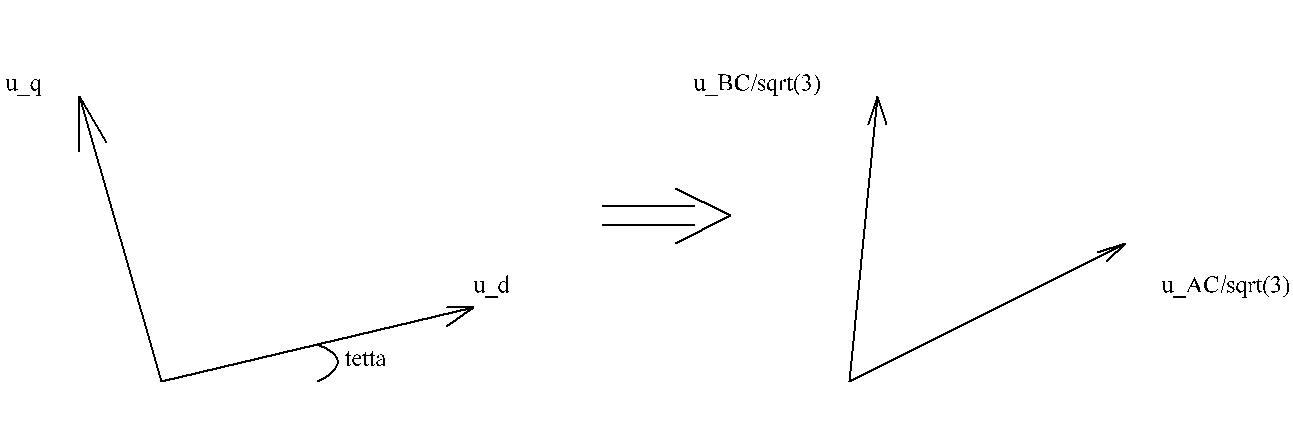 u_q
u_BC/sqrt(3)
u_d
u_AC/sqrt(3)
tetta